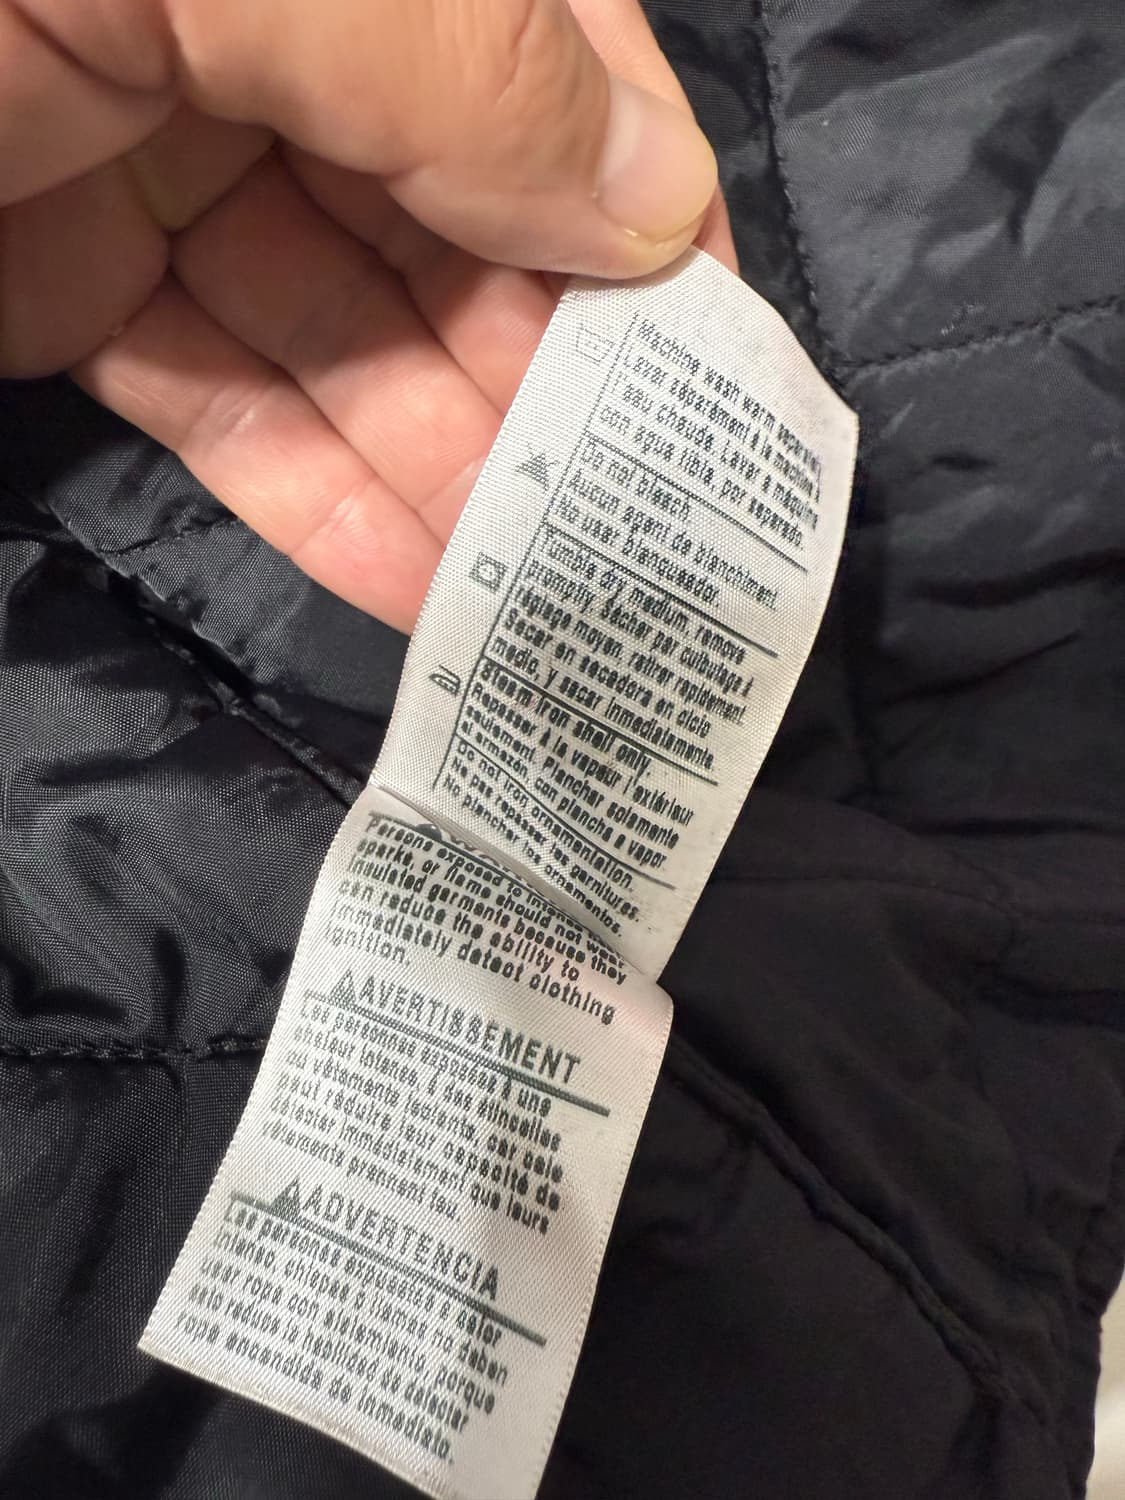 Machine wash warm separately
Laver séparément à la machine à
l'eau chaude. Lavar a máquina
con agua tibia, por separado.
Do not bleach.
Aucun agent de blanchiment.
No usar blanqueador.
Tumble dry medium, remove
promptly. Sécher par culbutage à
réglage moyen, retirer rapidement.
Secar en secadora en ciclo
medio, y sacar inmediatamente.
Steam iron shell only.
Repasser à la vapeur l'extérieur
seulement. Planchar solamente
el armazón, con plancha a vapor.
Do not iron ornamentation.
Ne pas repasser les garnitures.
No planchar los ornamentos.
Persons exposed to intense
sparks, or flame should not wear
insulated garments because they
can reduce the ability to
immediately detect clothing
ignition.
AVERTISSEMENT
Les personnes exposées à une
chaleur intense, à des étincelles
ou vêtements isolants, car cela
peut réduire leur capacité de
détecter immédiatement que leurs
vêtements prennent feu.
ADVERTENCIA
Las personas expuestas a calor
intenso, chispas o llamas no deben
usar ropa con aislamiento, porque
esto reduce la habilidad de detectar
ropa encendida de inmediato.